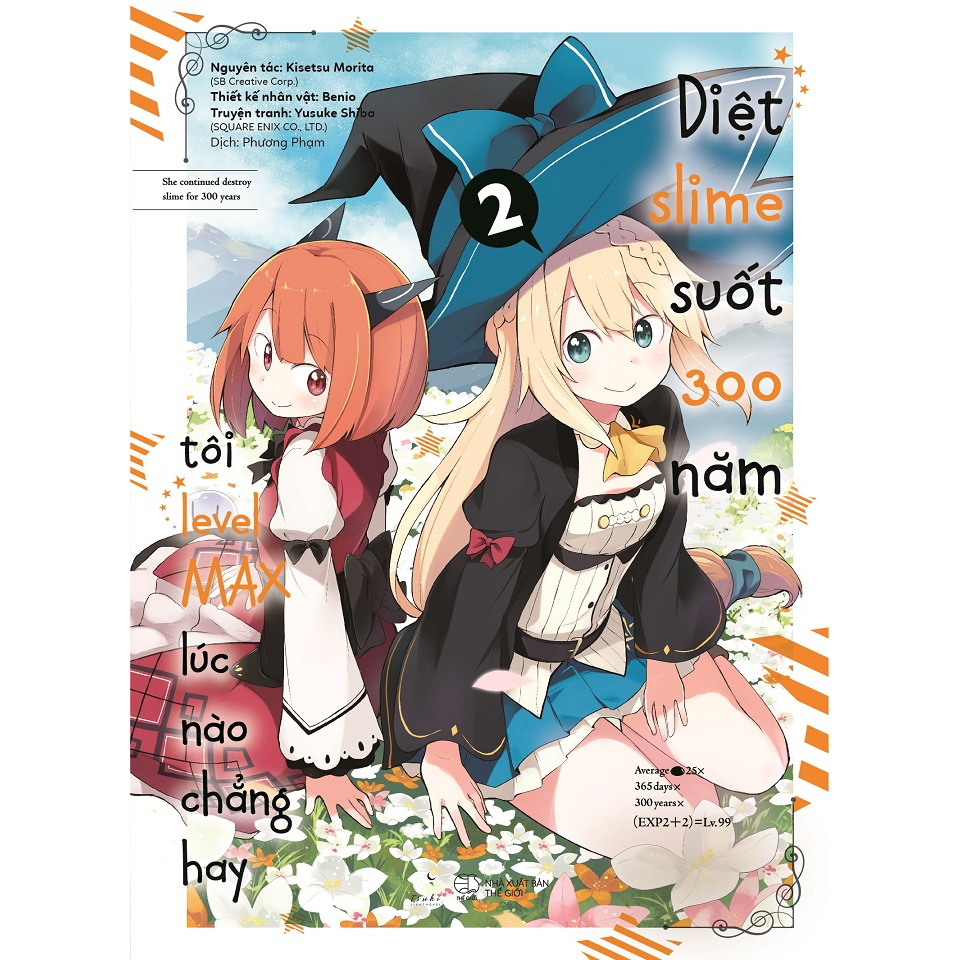 Nguyên tác: Kisetsu Morita
(SB Creative Corp.)
Thiết kế nhân vật: Benio
Truyện tranh: Yusuke Shiba
(SQUARE ENIX CO., LTD.)
Dịch: Phương Phạm
She continued destroy
slime for 300 years
2
Diệt
slime
suốt
300
năm
tôi
level
MAX
lúc
nào
chẳng
hay
Average 25×
365 days×
300 years×
(EXP2+2)=Lv.99
THẾ GIỚI
NHÀ XUẤT BẢN
THẾ GIỚI